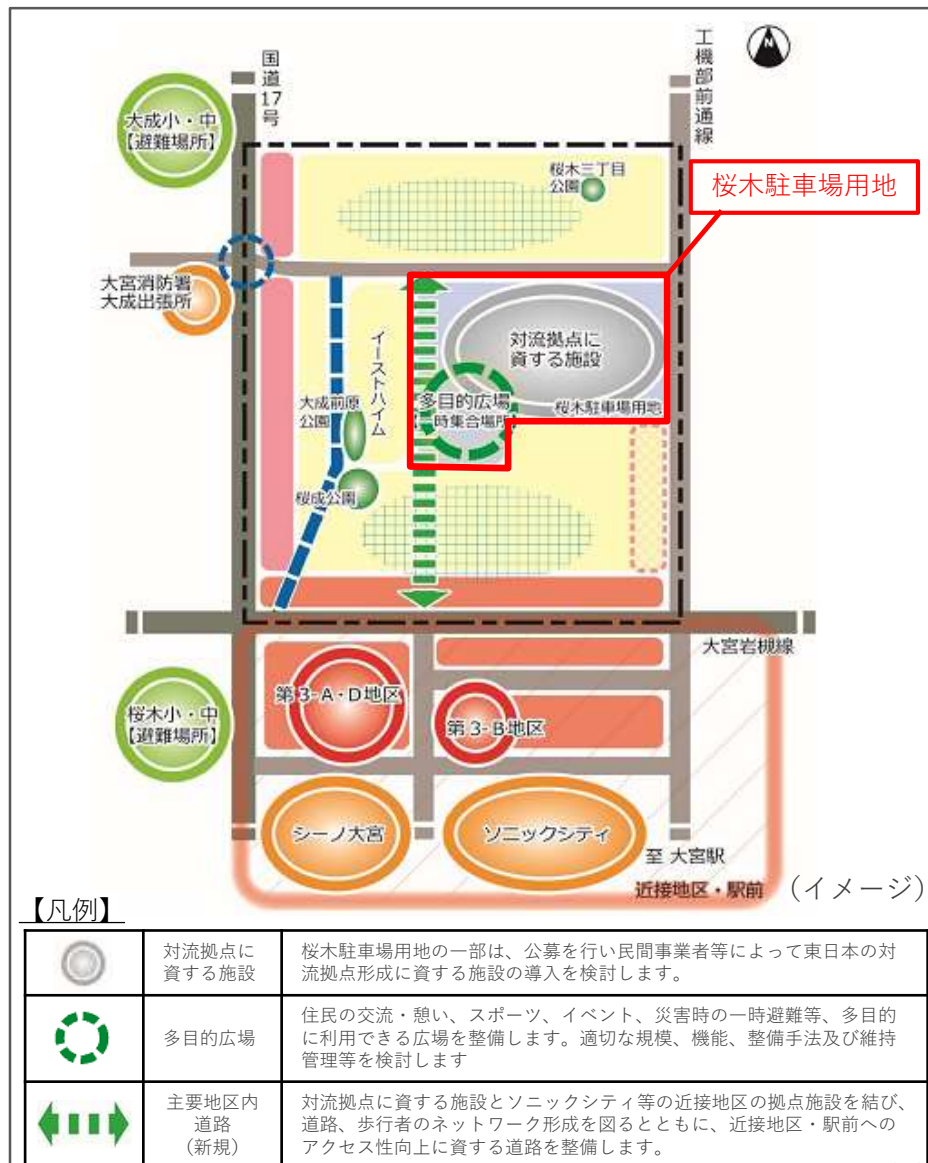 国道17号
工機部前通線
N
大成小・中
【避難場所】
桜木三丁目
公園
桜木駐車場用地
大宮消防署
大成出張所
イーストハイム
対流拠点に
資する施設
大成前原
公園
多目的広場
【一時集合場所】
桜木駐車場用地
桜成公園
大宮岩槻線
桜木小・中
【避難場所】
第3-A・D地区
第3-B地区
シーノ大宮
ソニックシティ
至 大宮駅
近接地区・駅前
(イメージ)
【凡例】
対流拠点に
資する施設
桜木駐車場用地の一部は、公募を行い民間事業者等によって東日本の対
流拠点形成に資する施設の導入を検討します。
多目的広場
住民の交流・憩い、スポーツ、イベント、災害時の一時避難等、多目的
に利用できる広場を整備します。適切な規模、機能、整備手法及び維持
管理等を検討します
主要地区内
道路
(新規)
対流拠点に資する施設とソニックシティ等の近接地区の拠点施設を結び、
道路、歩行者のネットワーク形成を図るとともに、近接地区・駅前への
アクセス性向上に資する道路を整備します。